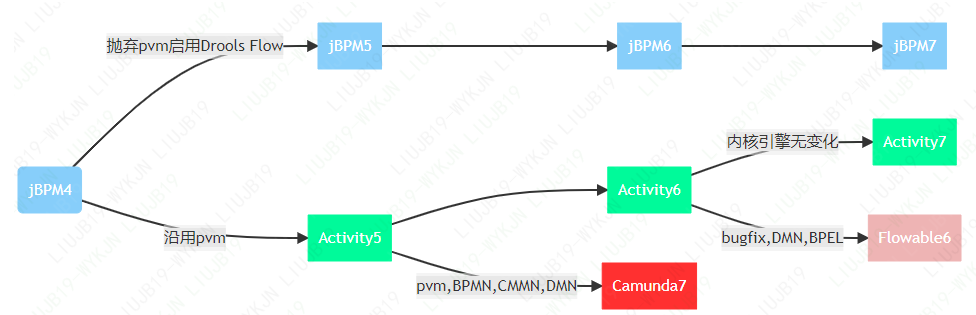 抛弃pvm启用Drools Flow
jBPM5
jBPM6
jBPM7
内核引擎无变化
Activity7
jBPM4
Activity6
沿用pvm
Activity5
bugfix,DMN,BPEL
Flowable6
pvm,BPMN,CMMN,DMN
Camunda7
LIUJB19-WYKJN